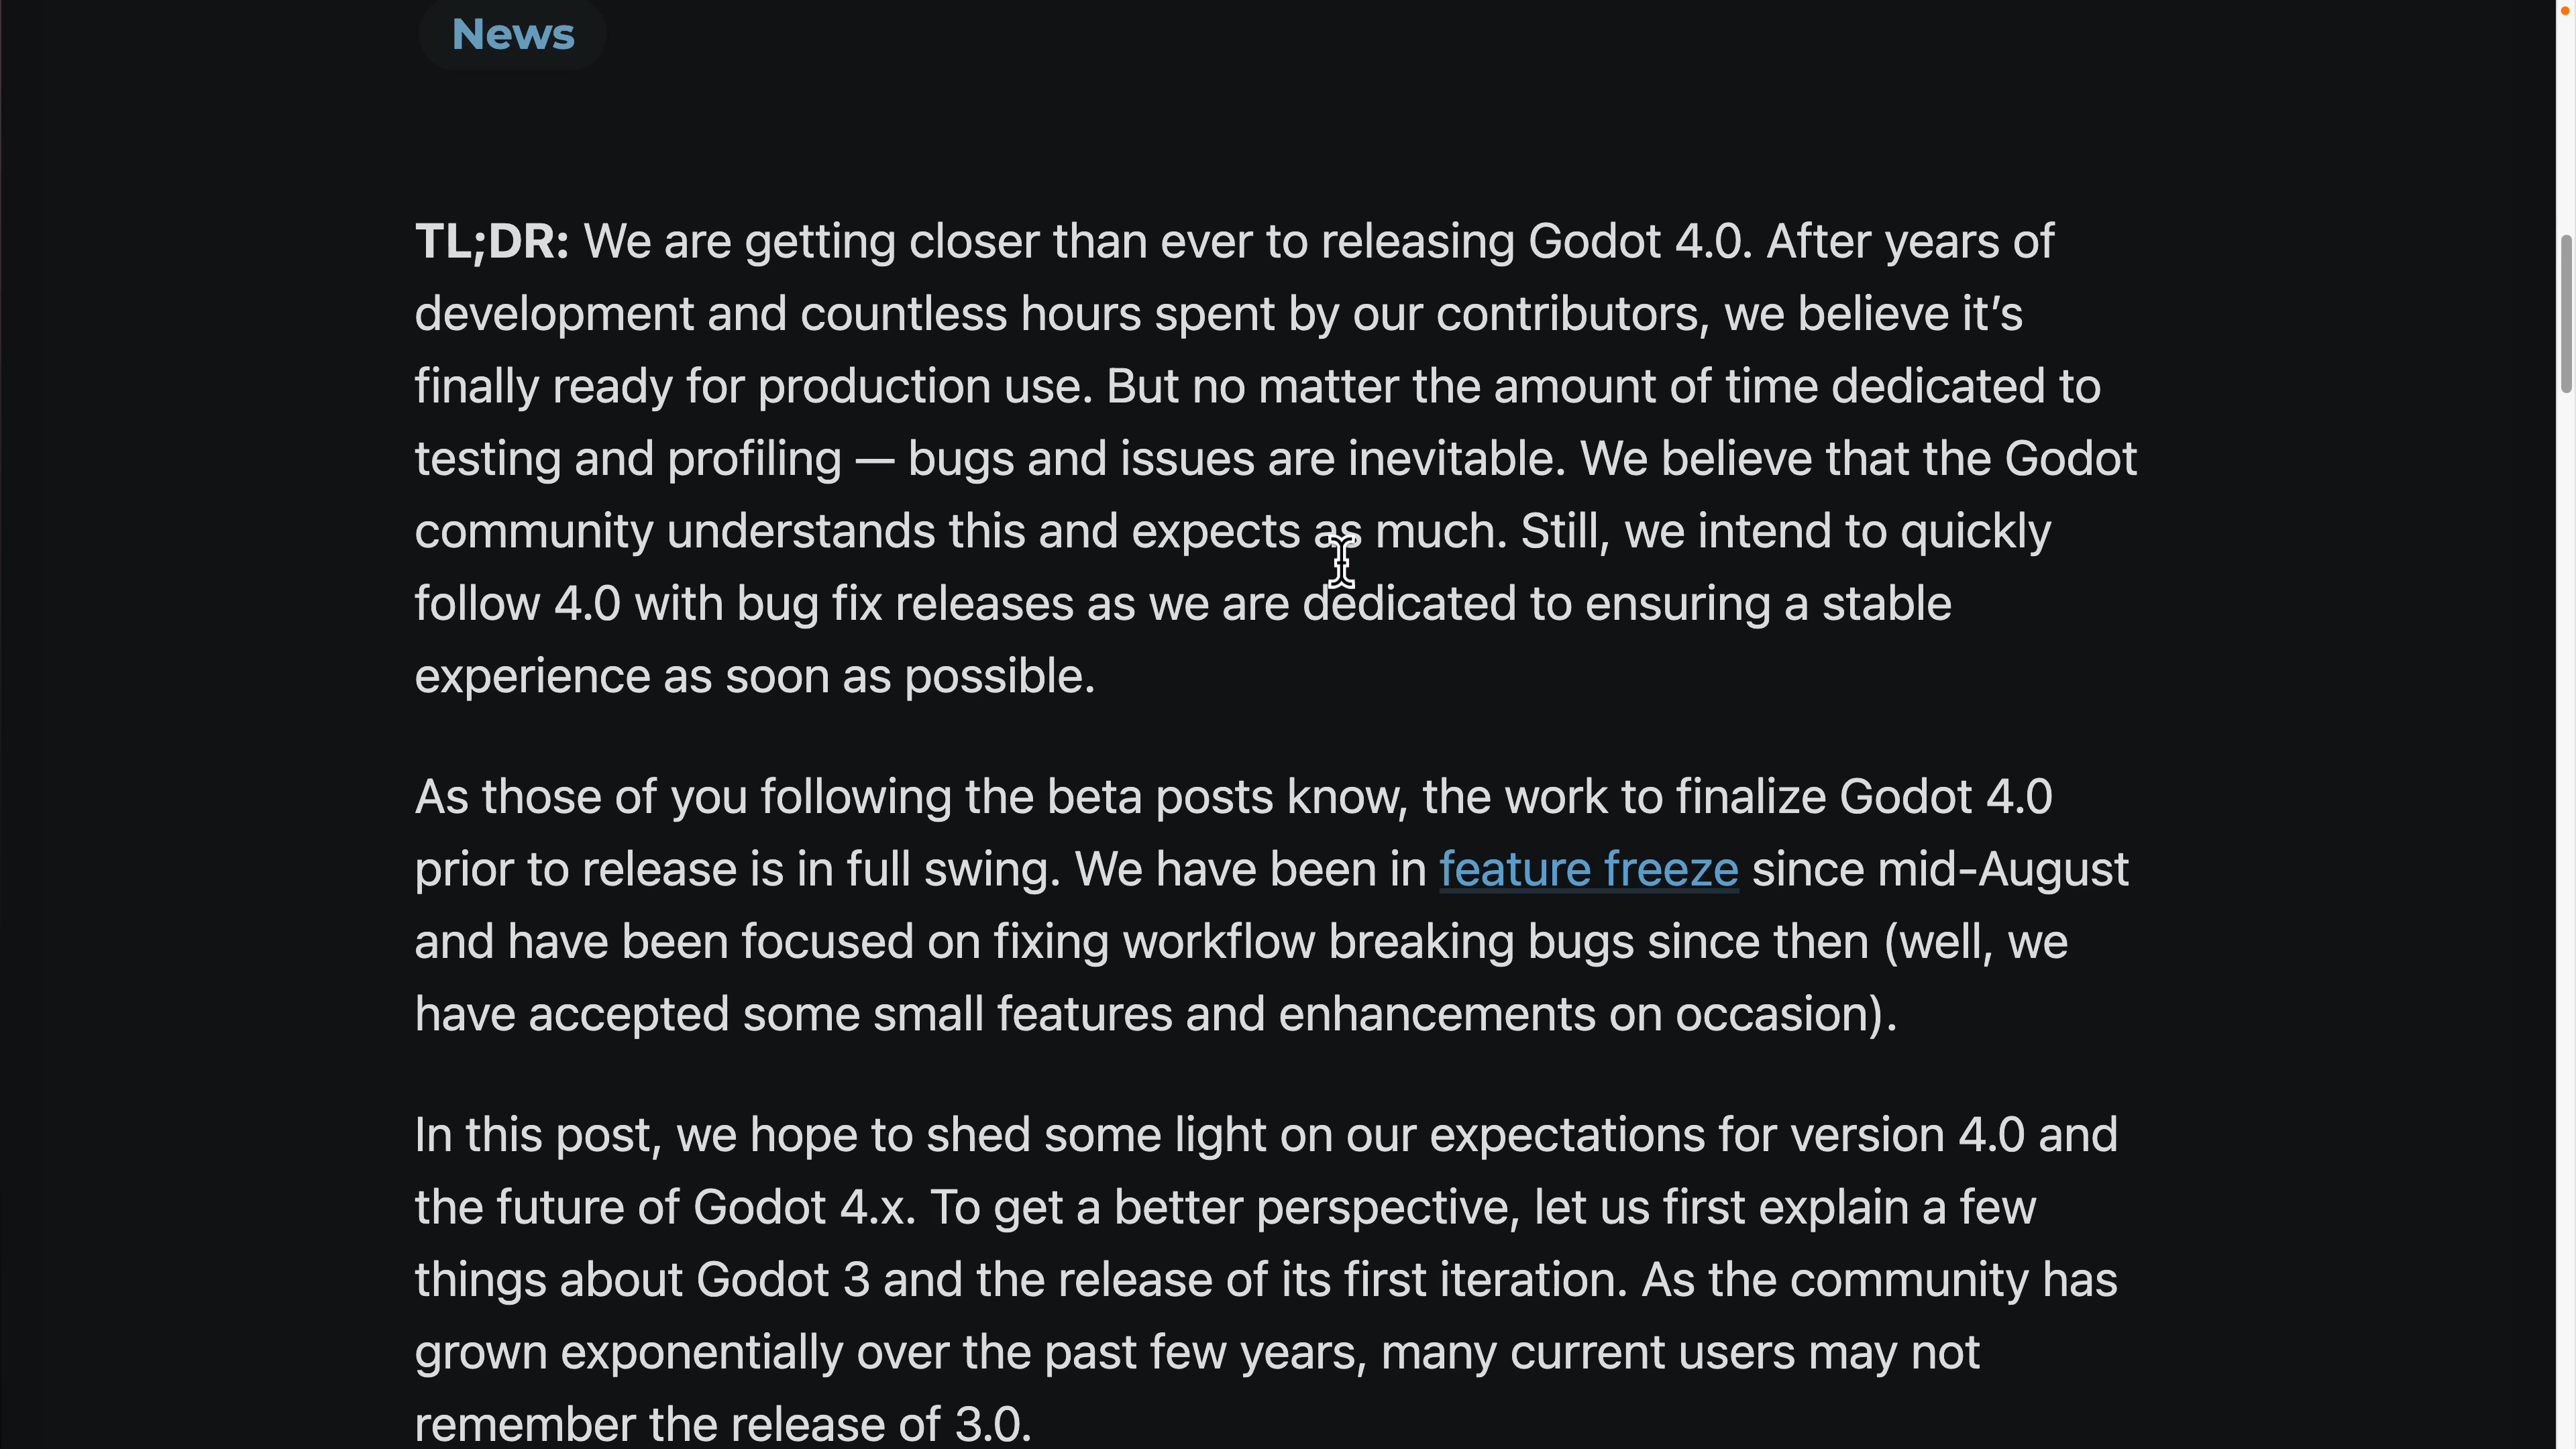 News
TL;DR: We are getting closer than ever to releasing Godot 4.0. After years of
development and countless hours spent by our contributors, we believe it’s
finally ready for production use. But no matter the amount of time dedicated to
testing and profiling — bugs and issues are inevitable. We believe that the Godot
community understands this and expects as much. Still, we intend to quickly
follow 4.0 with bug fix releases as we are dedicated to ensuring a stable
experience as soon as possible.
As those of you following the beta posts know, the work to finalize Godot 4.0
prior to release is in full swing. We have been in feature freeze since mid-August
and have been focused on fixing workflow breaking bugs since then (well, we
have accepted some small features and enhancements on occasion).
In this post, we hope to shed some light on our expectations for version 4.0 and
the future of Godot 4.x. To get a better perspective, let us first explain a few
things about Godot 3 and the release of its first iteration. As the community has
grown exponentially over the past few years, many current users may not
remember the release of 3.0.